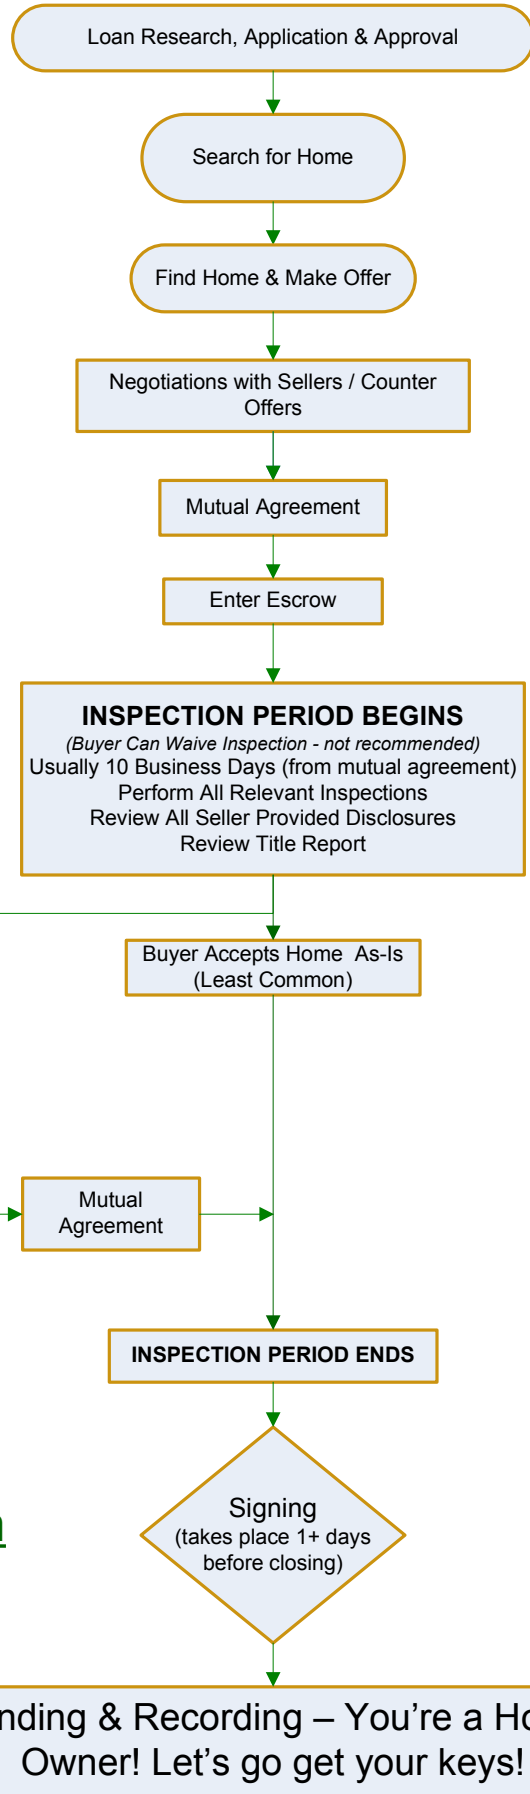 Loan Research, Application & Approval
Search for Home
Find Home & Make Offer
Negotiations with Sellers / Counter
Offers
Mutual Agreement
Enter Escrow
INSPECTION PERIOD BEGINS
(Buyer Can Waive Inspection - not recommended)
Usually 10 Business Days (from mutual agreement)
Perform All Relevant Inspections
Review All Seller Provided Disclosures
Review Title Report
Buyer Accepts Home As-Is
(Least Common)
Mutual
Agreement
INSPECTION PERIOD ENDS
Signing
(takes place 1+ days
before closing)
nding & Recording – You’re a Ho
Owner! Let’s go get your keys!